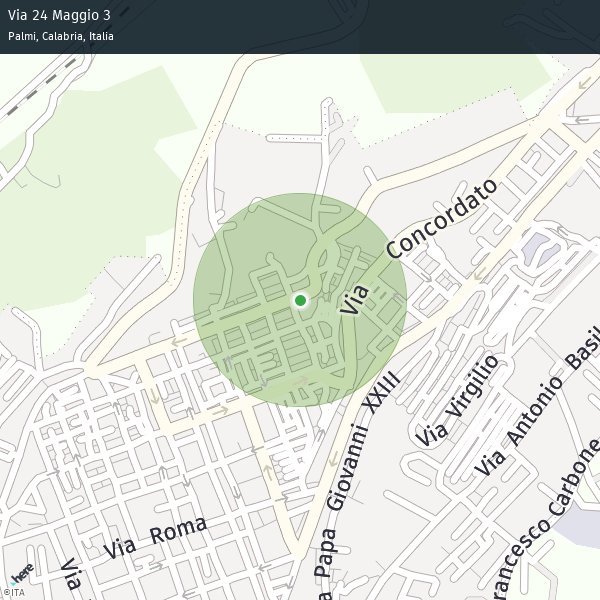 Via 24 Maggio 3
Palmi, Calabria, Italia
Via Concordato
Via Papa Giovanni XXIII
Via Virgilio
Via Antonio Basil
Francesco Carbone
Via Roma
Via
here
©ITA